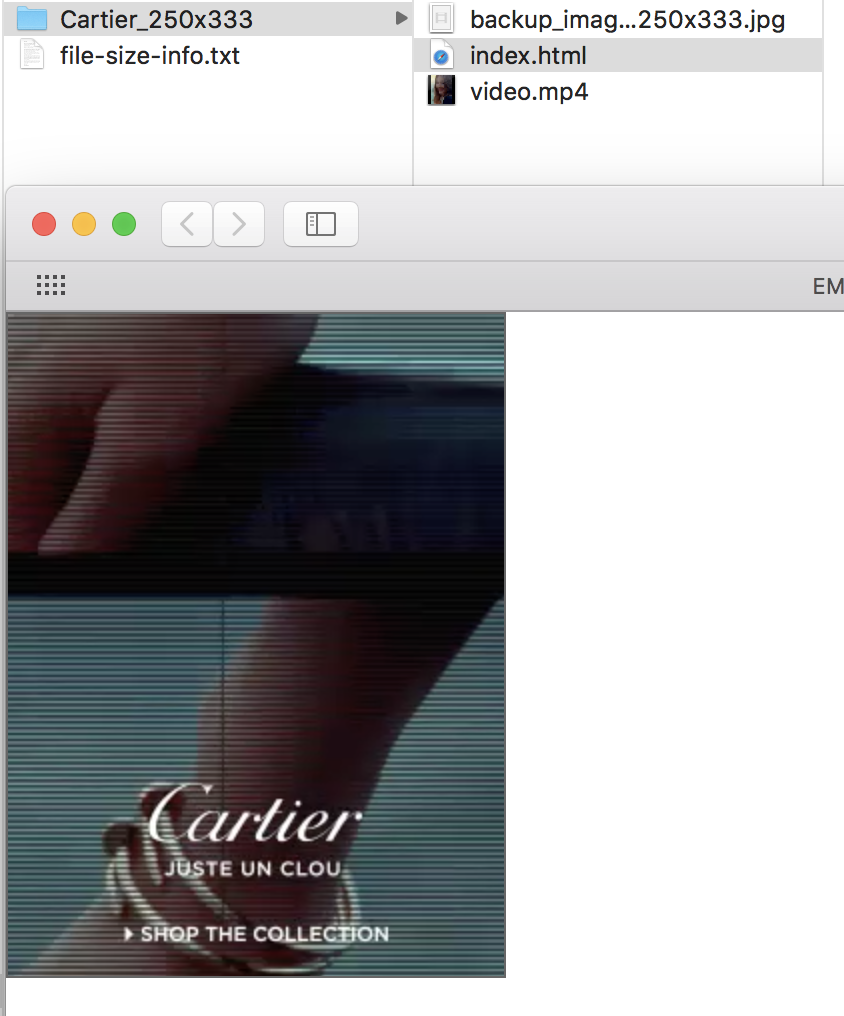 Cartier_250x333
file-size-info.txt
backup_imag...250x333.jpg
index.html
video.mp4
EM
Cartier
JUSTE UN CLOU
SHOP THE COLLECTION